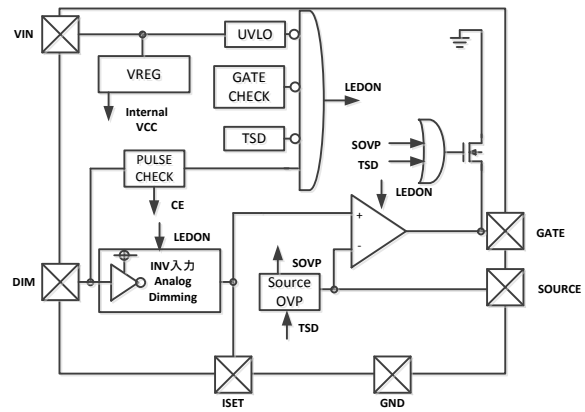 VIN
UVLO
VREG
GATE
CHECK
LEDON
Internal
VCC
TSD
SOVP
TSD
PULSE
CHECK
LEDON
CE
LEDON
+
-
GATE
DIM
INV入力
Analog
Dimming
SOVP
Source
OVP
SOURCE
TSD
ISET
GND